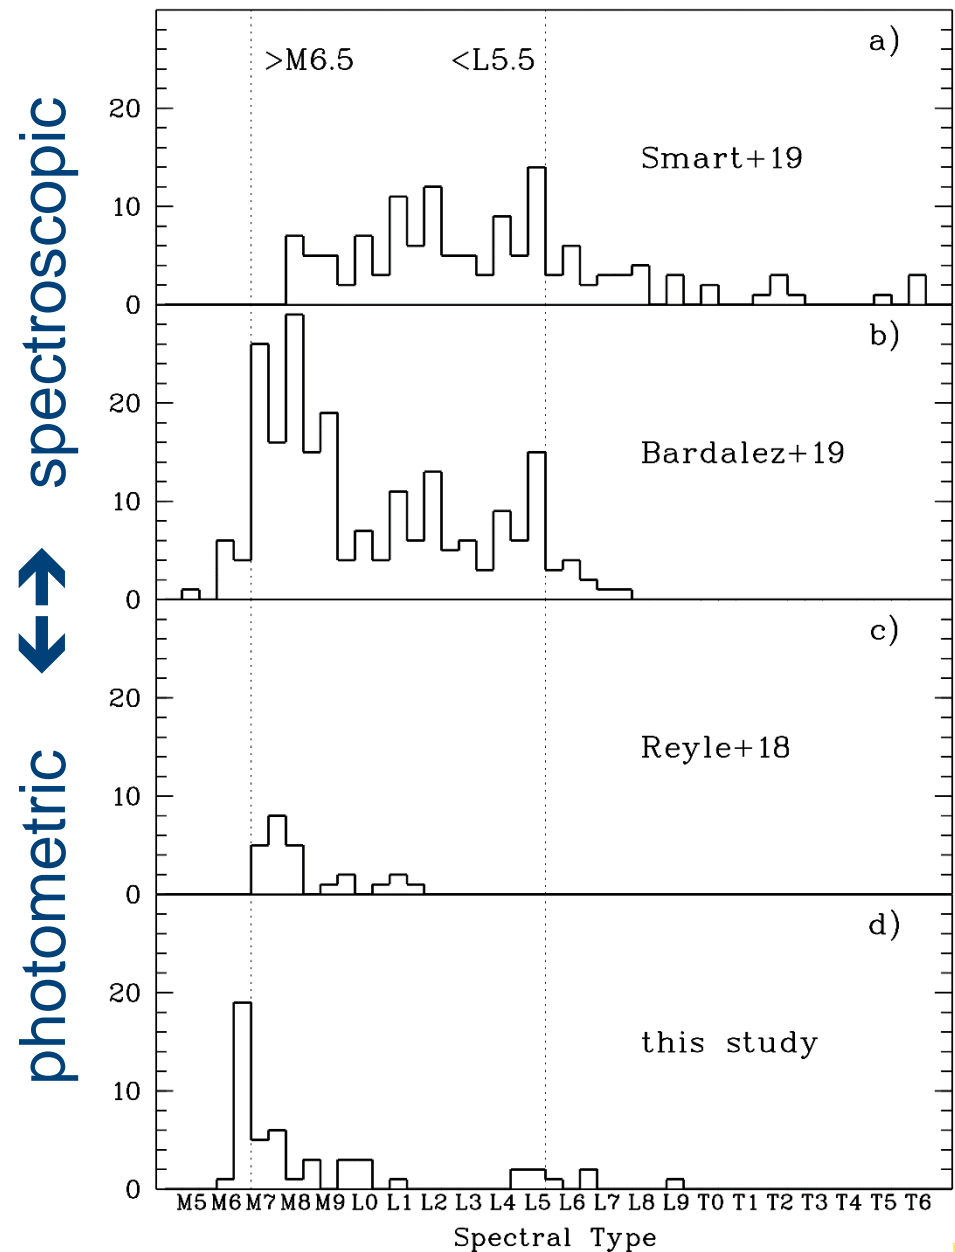 spectroscopic
photometric
>M6.5 <L5.5 a)
20
Smart+19
10
0
b)
20
Bardalez+19
10
0
c)
20
Reyle+18
10
0
d)
20
this study
10
0
M5 M6 M7 M8 M9 L0 L1 L2 L3 L4 L5 L6 L7 L8 L9 T0 T1 T2 T3 T4 T5 T6
Spectral Type